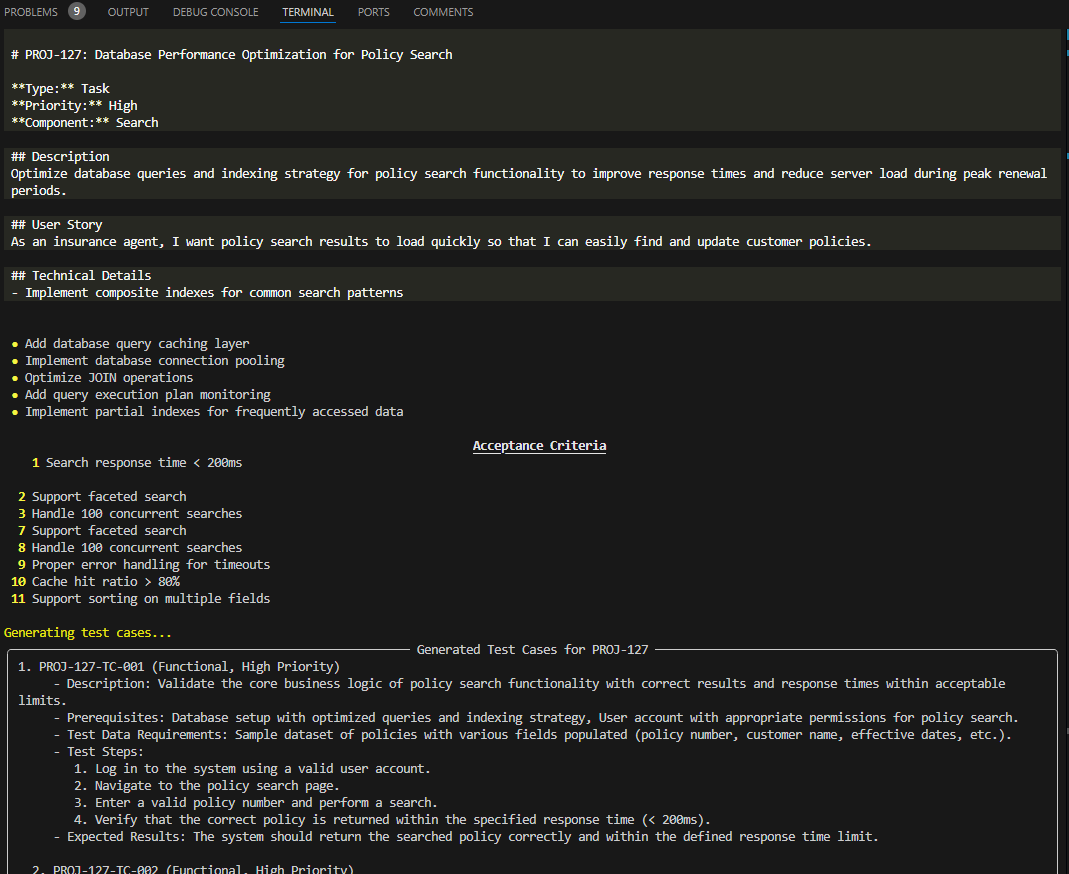 PROBLEMS 9 OUTPUT DEBUG CONSOLE TERMINAL PORTS COMMENTS
# PROJ-127: Database Performance Optimization for Policy Search
**Type:** Task
**Priority:** High
**Component:** Search
## Description
Optimize database queries and indexing strategy for policy search functionality to improve response times and reduce server load during peak renewal
periods.
## User Story
As an insurance agent, I want policy search results to load quickly so that I can easily find and update customer policies.
## Technical Details
- Implement composite indexes for common search patterns
• Add database query caching layer
• Implement database connection pooling
• Optimize JOIN operations
• Add query execution plan monitoring
• Implement partial indexes for frequently accessed data
Acceptance Criteria
1 Search response time < 200ms
2 Support faceted search
3 Handle 100 concurrent searches
7 Support faceted search
8 Handle 100 concurrent searches
9 Proper error handling for timeouts
10 Cache hit ratio > 80%
11 Support sorting on multiple fields
Generating test cases...
Generated Test Cases for PROJ-127
1. PROJ-127-TC-001 (Functional, High Priority)
- Description: Validate the core business logic of policy search functionality with correct results and response times within acceptable
limits.
- Prerequisites: Database setup with optimized queries and indexing strategy, User account with appropriate permissions for policy search.
- Test Data Requirements: Sample dataset of policies with various fields populated (policy number, customer name, effective dates, etc.).
- Test Steps:
1. Log in to the system using a valid user account.
2. Navigate to the policy search page.
3. Enter a valid policy number and perform a search.
4. Verify that the correct policy is returned within the specified response time (< 200ms).
- Expected Results: The system should return the searched policy correctly and within the defined response time limit.
2. PROJ-127-TC-002 (Functional, High Priority)